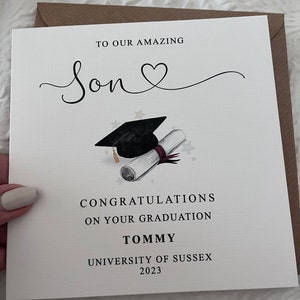 TO OUR AMAZING
Son
CONGRATULATIONS
ON YOUR GRADUATION
TOMMY
UNIVERSITY OF SUSSEX
2023